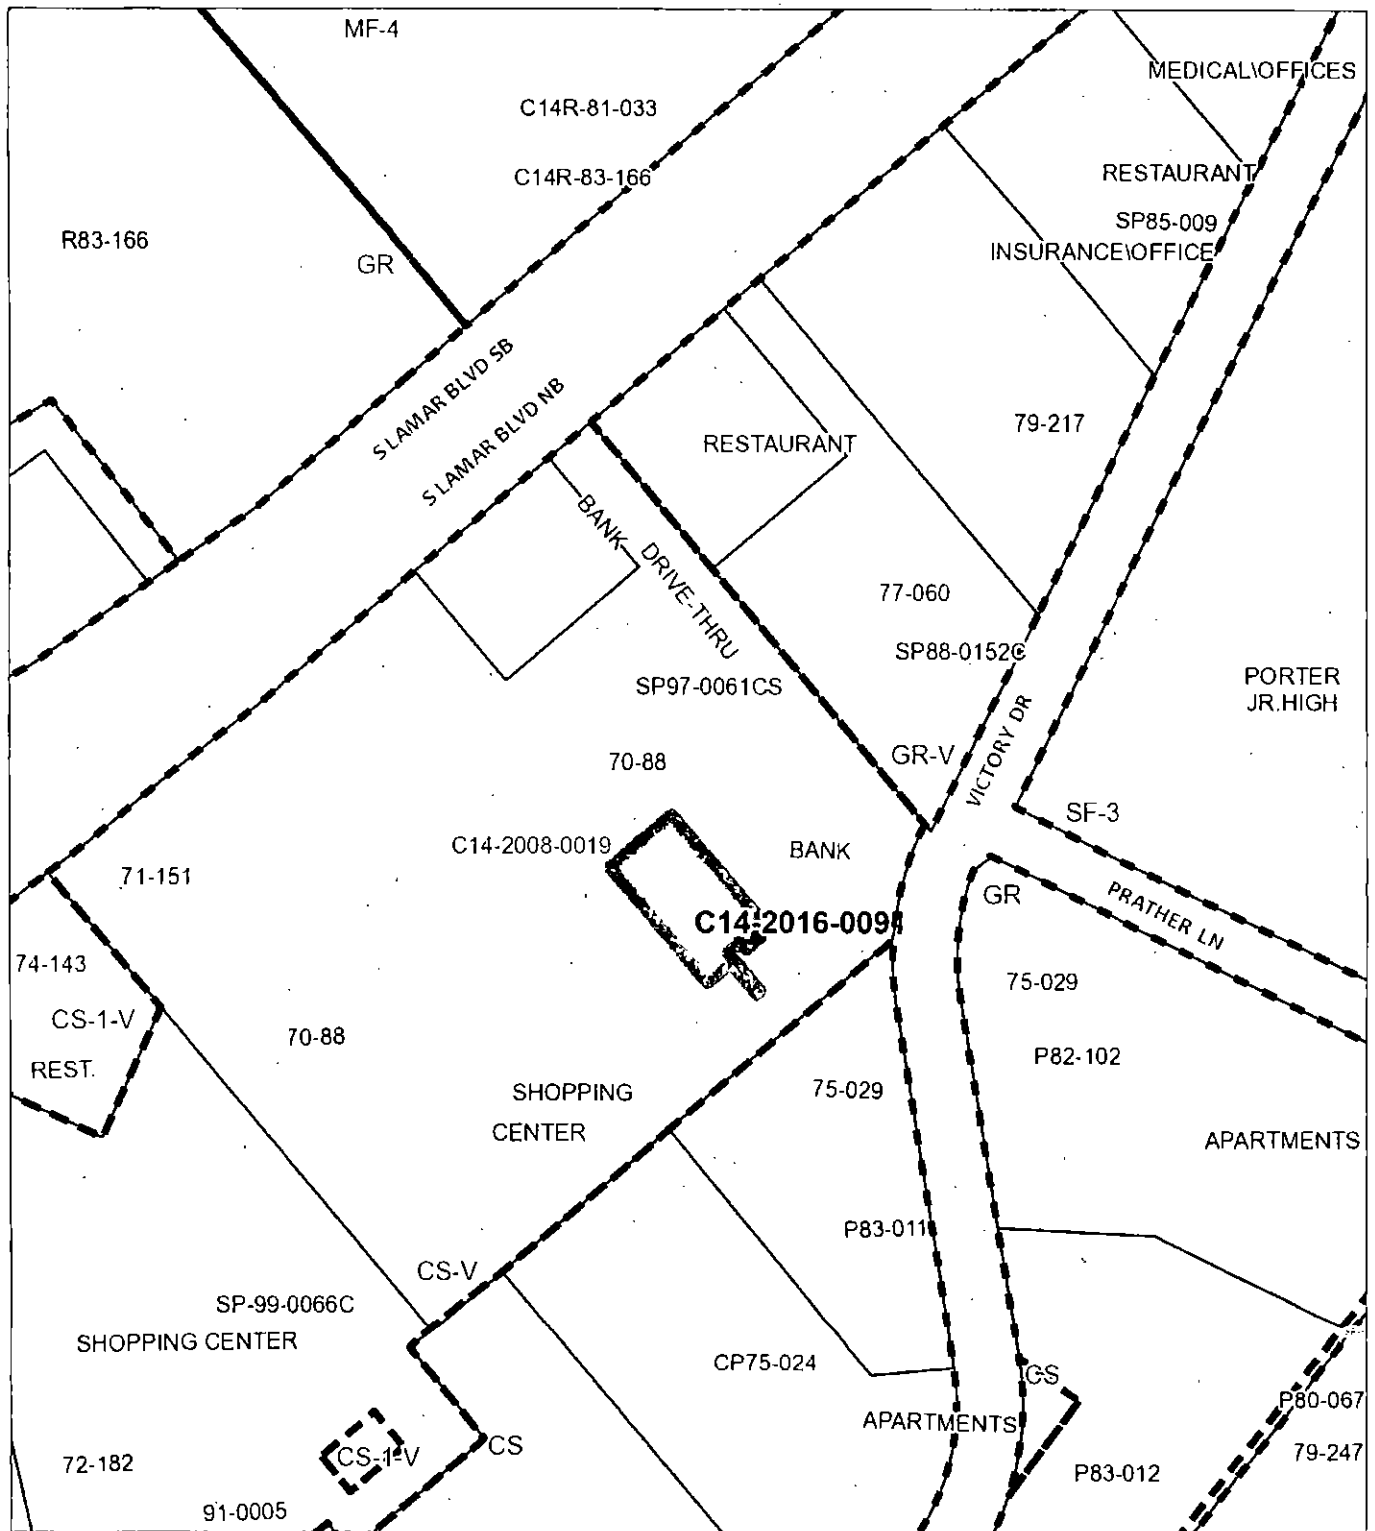 MF-4
MEDICAL\OFFICES
C14R-81-033
C14R-83-166
RESTAURANT
SP85-009
R83-166
INSURANCE\OFFICE
GR
S LAMAR BLVD SB
S LAMAR BLVD NB
79-217
RESTAURANT
BANK
DRIVE-THRU
77-060
SP88-0152C
SP97-0061CS
PORTER
JR.HIGH
VICTORY DR
GR-V
70-88
SF-3
C14-2008-0019
BANK
71-151
GR
PRATHER LN
C14-2016-009
74-143
75-029
CS-1-V
70-88
P82-102
REST.
SHOPPING
CENTER
75-029
APARTMENTS
P83-011
CS-V
SP-99-0066C
SHOPPING CENTER
CP75-024
CS
P80-067
APARTMENTS
CS
CS-1-V
72-182
79-247
P83-012
91-0005